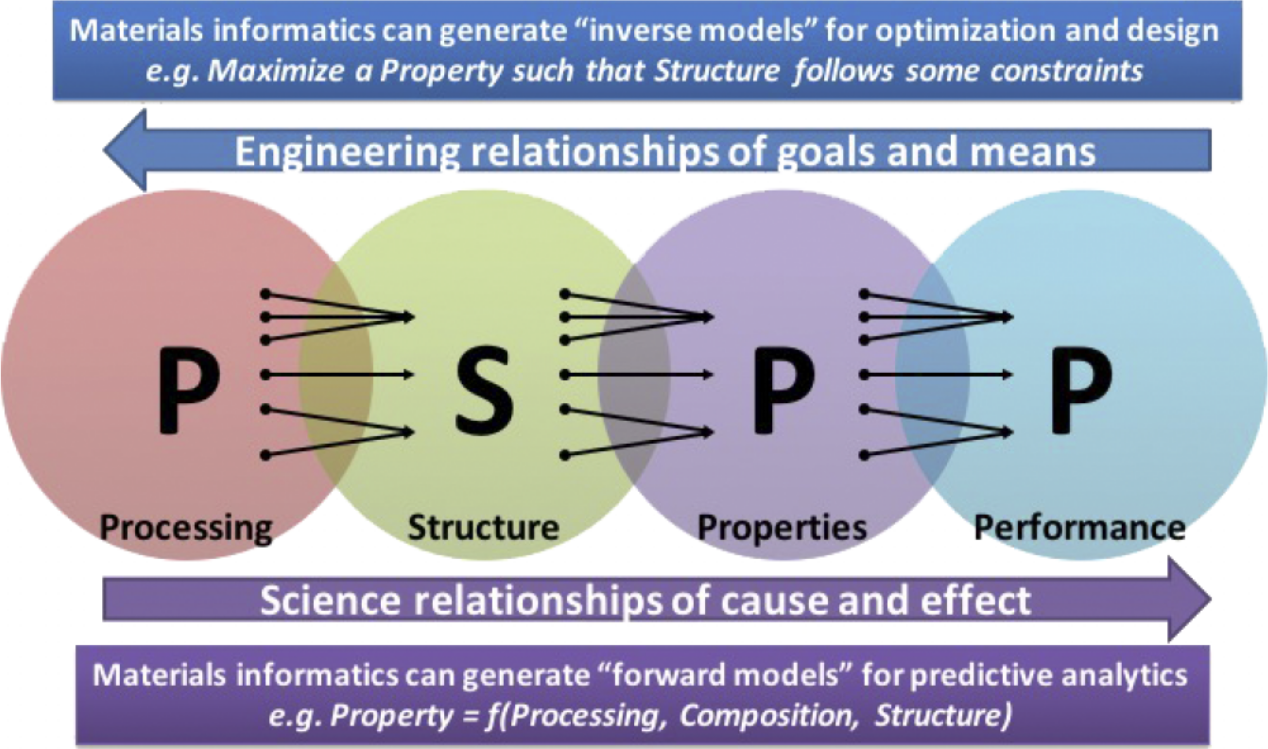 Materials informatics can generate “inverse models” for optimization and design
e.g. Maximize a Property such that Structure follows some constraints
Engineering relationships of goals and means
P S P P
Processing Structure Properties Performance
Science relationships of cause and effect
Materials informatics can generate “forward models” for predictive analytics
e.g. Property = f(Processing, Composition, Structure)